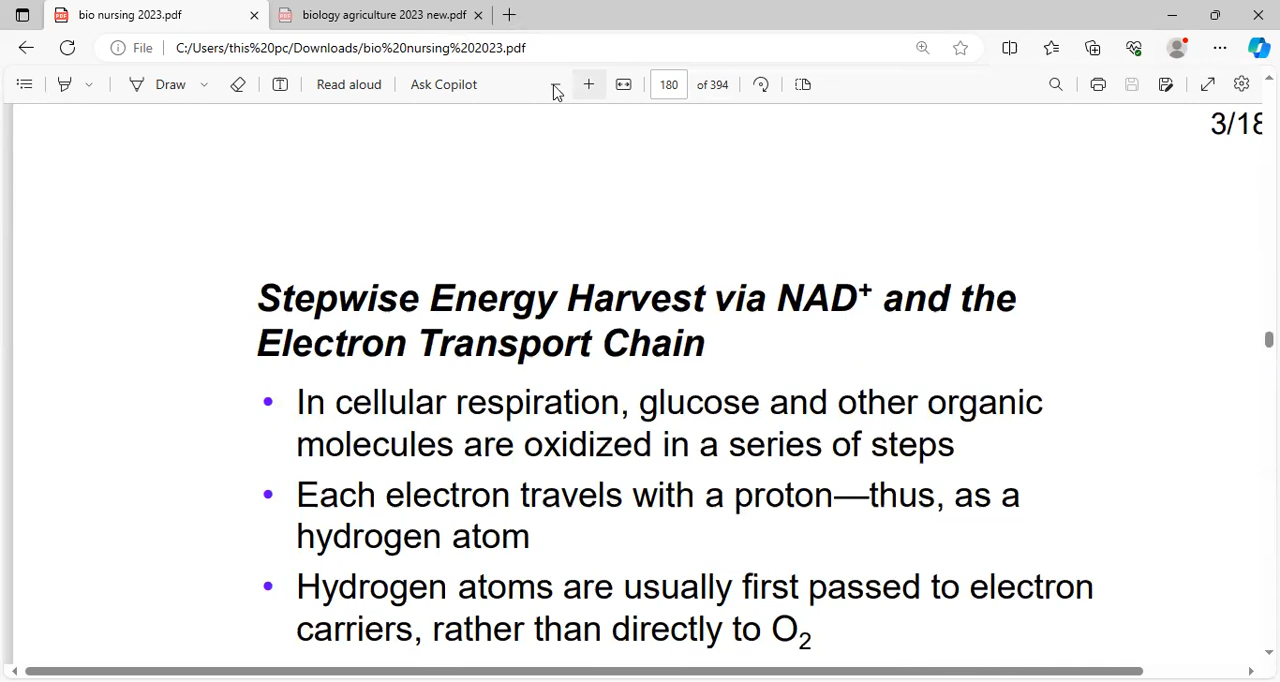 bio nursing 2023.pdf
biology agriculture 2023 new.pdf
File
C:/Users/this%20pc/Downloads/bio%20nursing%202023.pdf
Draw
Read aloud
Ask Copilot
180 of 394
3/18
Stepwise Energy Harvest via NAD⁺ and the
Electron Transport Chain
• In cellular respiration, glucose and other organic
molecules are oxidized in a series of steps
• Each electron travels with a proton—thus, as a
hydrogen atom
• Hydrogen atoms are usually first passed to electron
carriers, rather than directly to O₂